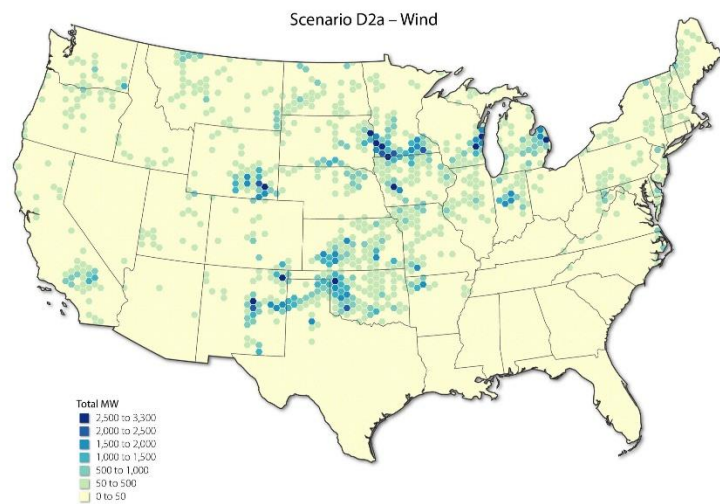 Scenario D2a – Wind
Total MW
2,500 to 3,300
2,000 to 2,500
1,500 to 2,000
1,000 to 1,500
500 to 1,000
50 to 500
0 to 50